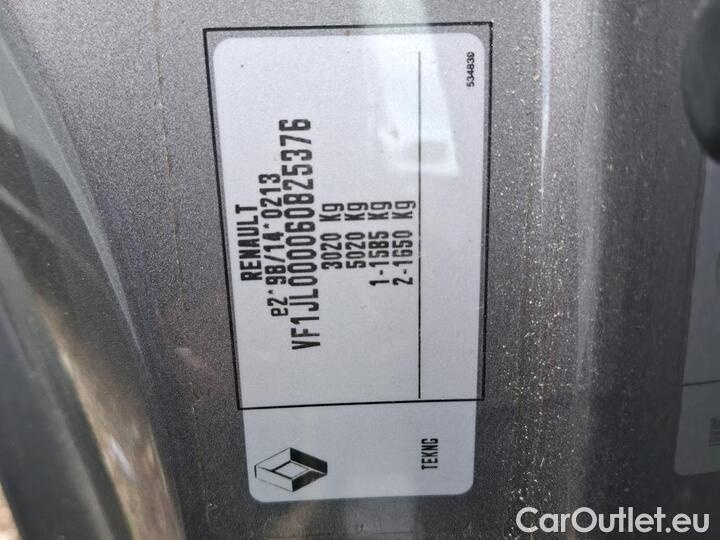 RENAULT
e2*98/14*0213
VF1JL000060825376
3020 Kg
5020 Kg
1-1585 Kg
2-1650 Kg
534830
TEKNG
CarOutlet.eu